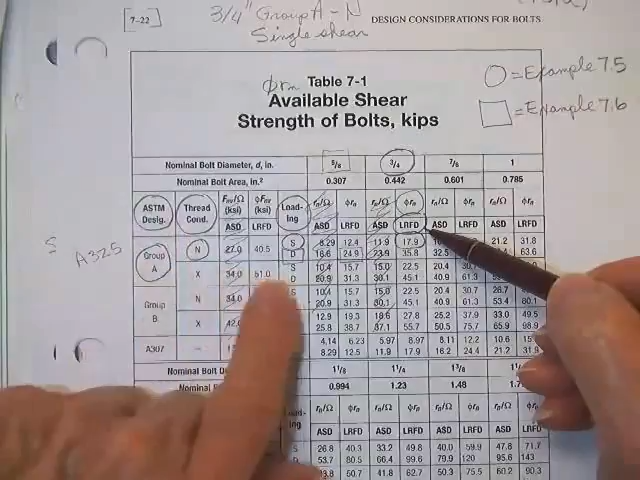 7-22
3/4" Group A - N
Single shear
DESIGN CONSIDERATIONS FOR BOLTS
= Example 7.5
= Example 7.6
ϕrn
Table 7-1
Available Shear
Strength of Bolts, kips
Nominal Bolt Diameter, d, in. 5/8 3/4 7/8 1
Nominal Bolt Area, in.² 0.307 0.442 0.601 0.785
ASTM Desig. Thread Cond. Fnv/Ω (ksi) ϕFnv (ksi) Load-ing rn/Ω ϕrn rn/Ω ϕrn rn/Ω ϕrn rn/Ω ϕrn
ASD LRFD ASD LRFD ASD LRFD ASD LRFD ASD LRFD
S A325
Group A N 27.0 40.5 S 8.29 12.4 11.9 17.9 21.2 31.8
D 16.6 24.9 23.9 35.8 32.5 63.6
X 34.0 51.0 S 10.4 15.7 15.0 22.5 20.4
D 20.9 31.3 30.1 45.1 40.9 61.3 80.1
Group B N 34.0 S 10.4 15.7 15.0 22.5 20.4 30.7
20.9 31.3 30.1 45.1 40.9 61.3 53.4 80.1
X 12.9 19.3 18.6 27.8 25.2 37.9 33.0 49.5
25.8 38.7 37.1 55.7 50.5 75.7 65.9 98.9
A307 – 4.14 6.23 5.97 8.97 8.11 12.2 10.6
8.29 12.5 11.9 17.9 16.2 24.4 21.2
Nominal Bolt 1 1/8 1 1/4 1 3/8
Nominal 0.994 1.23 1.48
rn/Ω ϕrn rn/Ω ϕrn rn/Ω ϕrn rn/Ω ϕrn
ing ASD LRFD ASD LRFD ASD LRFD ASD LRFD
S 26.8 40.3 33.2 49.8 40.0 59.9 47.8 71.7
D 53.7 80.5 66.4 99.6 79.9 120 95.6 143
50.7 41.8 62.7 50.3 75.5 60.2 90.3